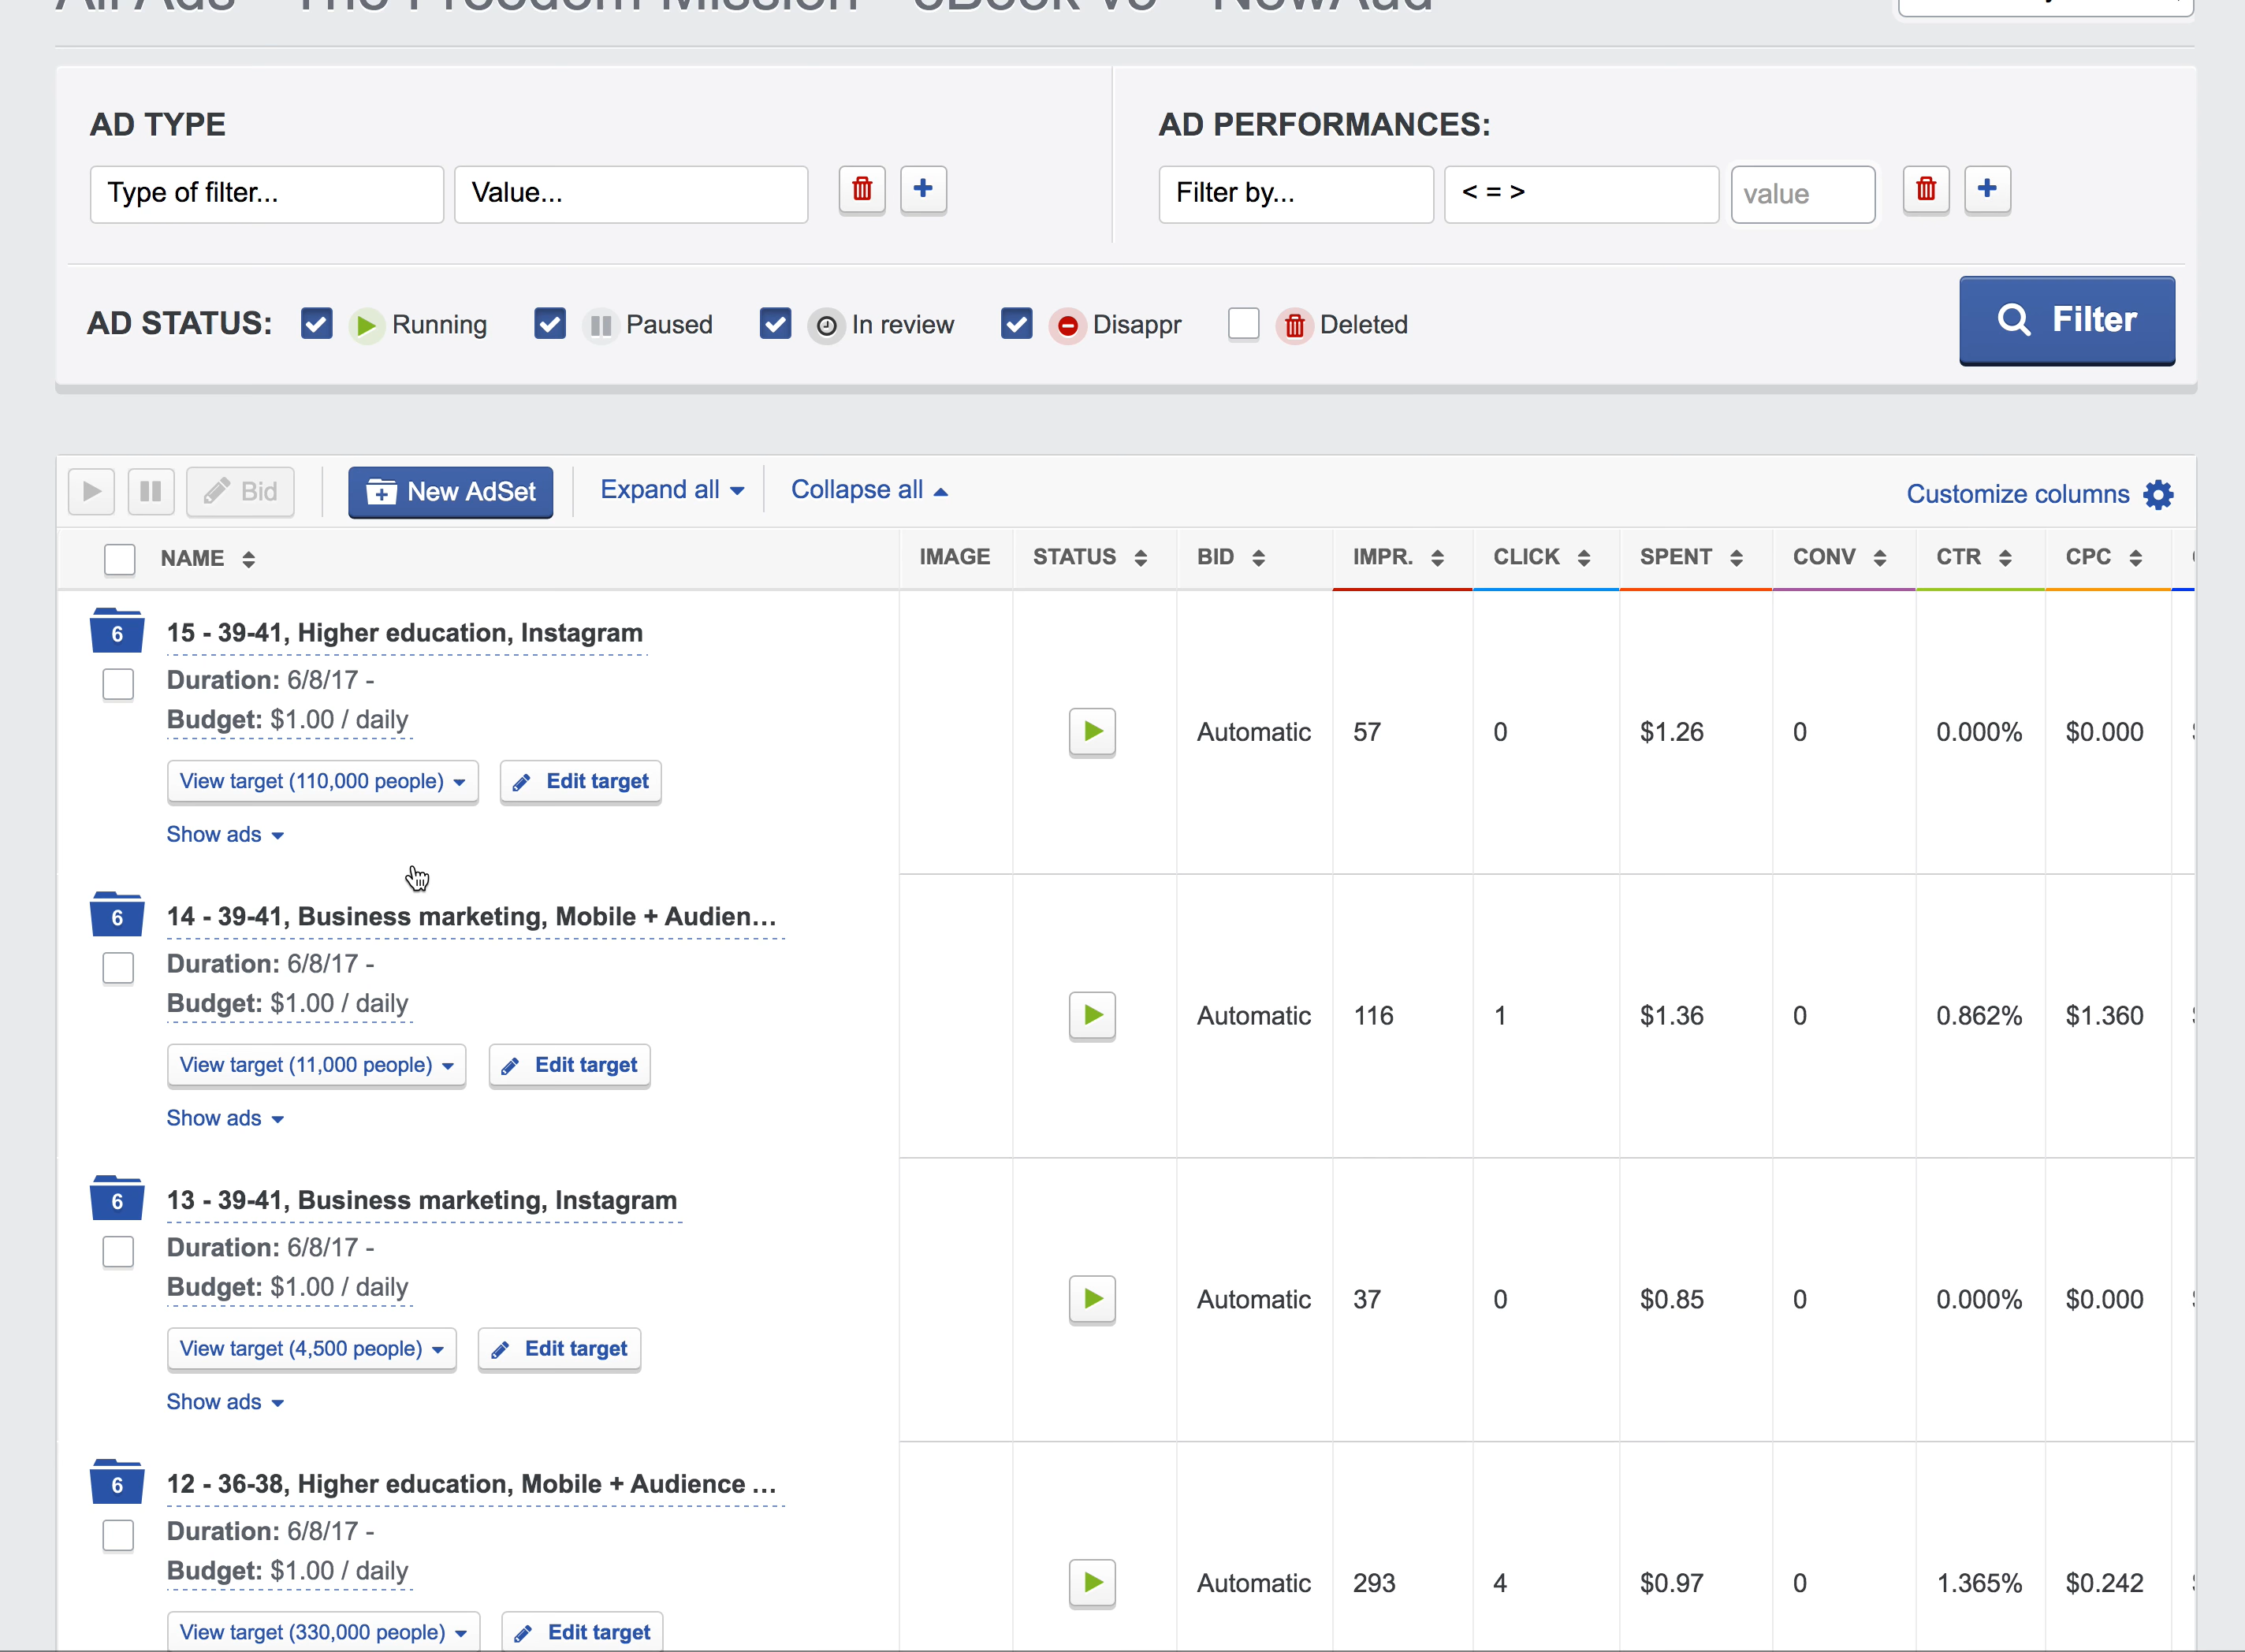 AD TYPE
AD PERFORMANCES:
Type of filter...
Value...
Filter by...
< = >
value
AD STATUS:
Running
Paused
In review
Disappr
Deleted
Filter
Bid
New AdSet
Expand all
Collapse all
Customize columns
NAME
IMAGE
STATUS
BID
IMPR.
CLICK
SPENT
CONV
CTR
CPC
6
15 - 39-41, Higher education, Instagram
Duration: 6/8/17 -
Budget: $1.00 / daily
Automatic
57
0
$1.26
0
0.000%
$0.000
View target (110,000 people)
Edit target
Show ads
6
14 - 39-41, Business marketing, Mobile + Audien...
Duration: 6/8/17 -
Budget: $1.00 / daily
Automatic
116
1
$1.36
0
0.862%
$1.360
View target (11,000 people)
Edit target
Show ads
6
13 - 39-41, Business marketing, Instagram
Duration: 6/8/17 -
Budget: $1.00 / daily
Automatic
37
0
$0.85
0
0.000%
$0.000
View target (4,500 people)
Edit target
Show ads
6
12 - 36-38, Higher education, Mobile + Audience ...
Duration: 6/8/17 -
Budget: $1.00 / daily
Automatic
293
4
$0.97
0
1.365%
$0.242
View target (330,000 people)
Edit target